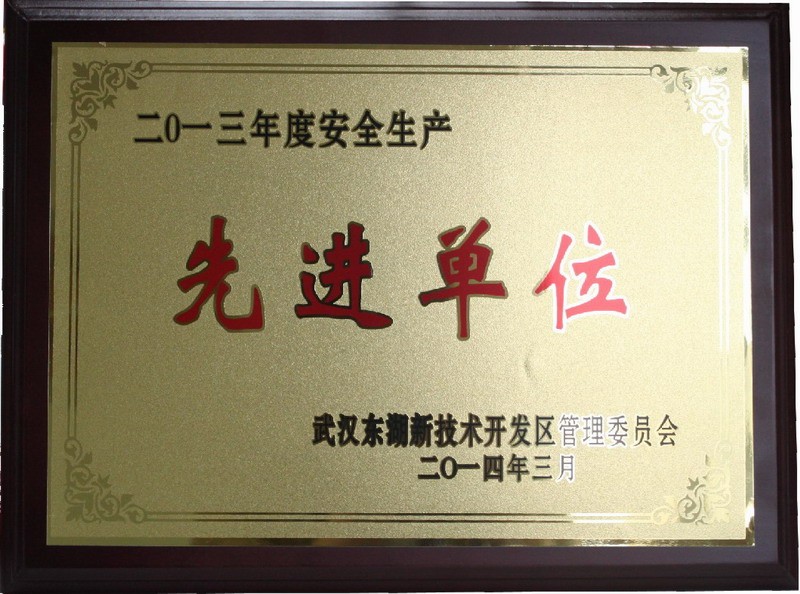 二0一三年度安全生产
先进单位
武汉东湖新技术开发区管理委员会
二0一四年三月